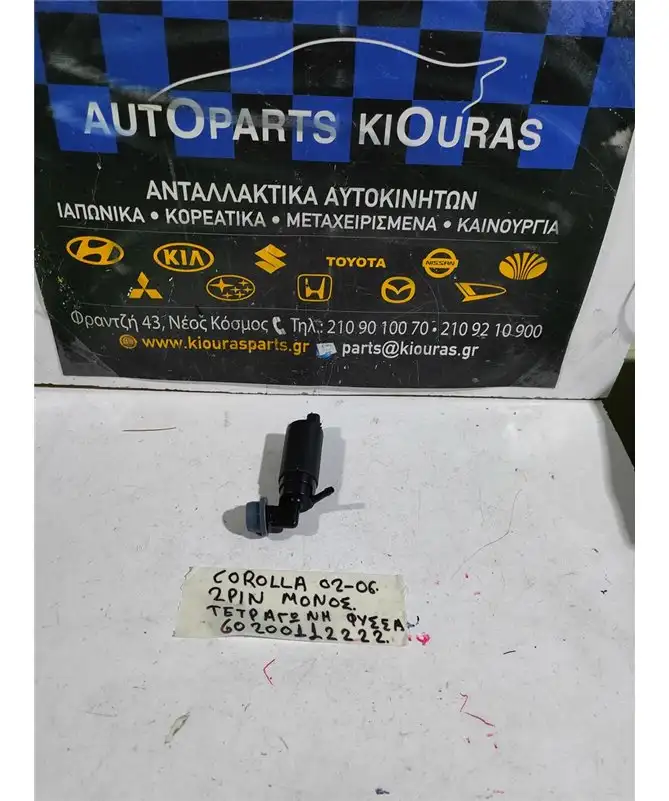 AUTOPARTS KIOURAS
ΑΝΤΑΛΛΑΚΤΙΚΑ ΑΥΤΟΚΙΝΗΤΩΝ
ΙΑΠΩΝΙΚΑ • ΚΟΡΕΑΤΙΚΑ • ΜΕΤΑΧΕΙΡΙΣΜΕΝΑ • ΚΑΙΝΟΥΡΓΙΑ
KIA TOYOTA NISSAN
Φραντζή 43, Νέος Κόσμος Τηλ.: 210 90 100 70 • 210 92 10 900
www.kiourasparts.gr parts@kiouras.gr
COROLLA 02-06.
2PIN ΜΟΝΟΣ.
ΤΕΤΡΑΓΩΝΗ ΦΥΣΣΑ
60200112222.